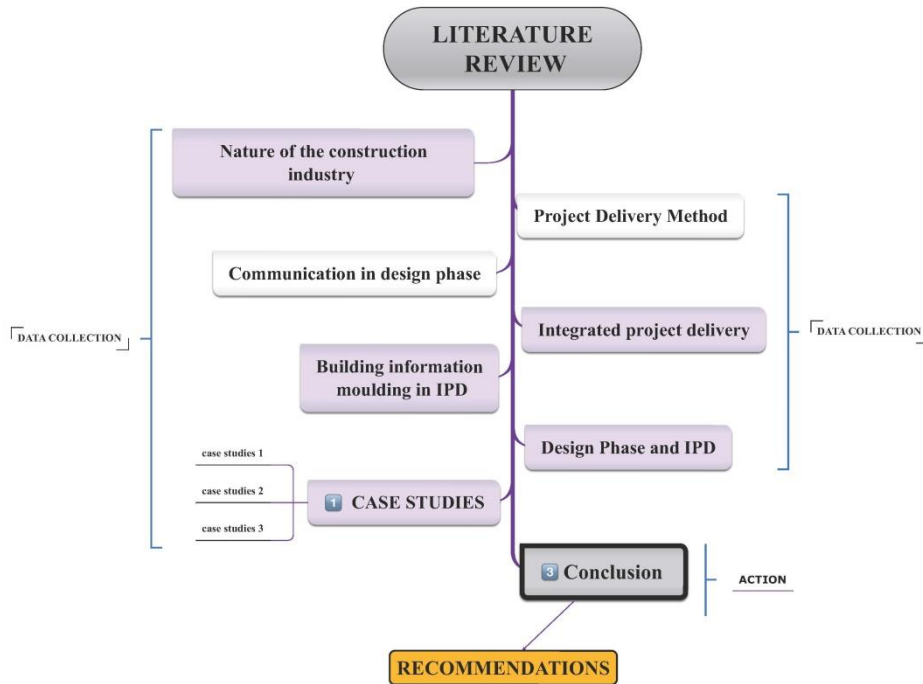 LITERATURE
REVIEW
Nature of the construction
industry
Project Delivery Method
Communication in design phase
DATA COLLECTION
Integrated project delivery
DATA COLLECTION
Building information
moulding in IPD
Design Phase and IPD
case studies 1
1 CASE STUDIES
case studies 2
case studies 3
3 Conclusion
ACTION
RECOMMENDATIONS